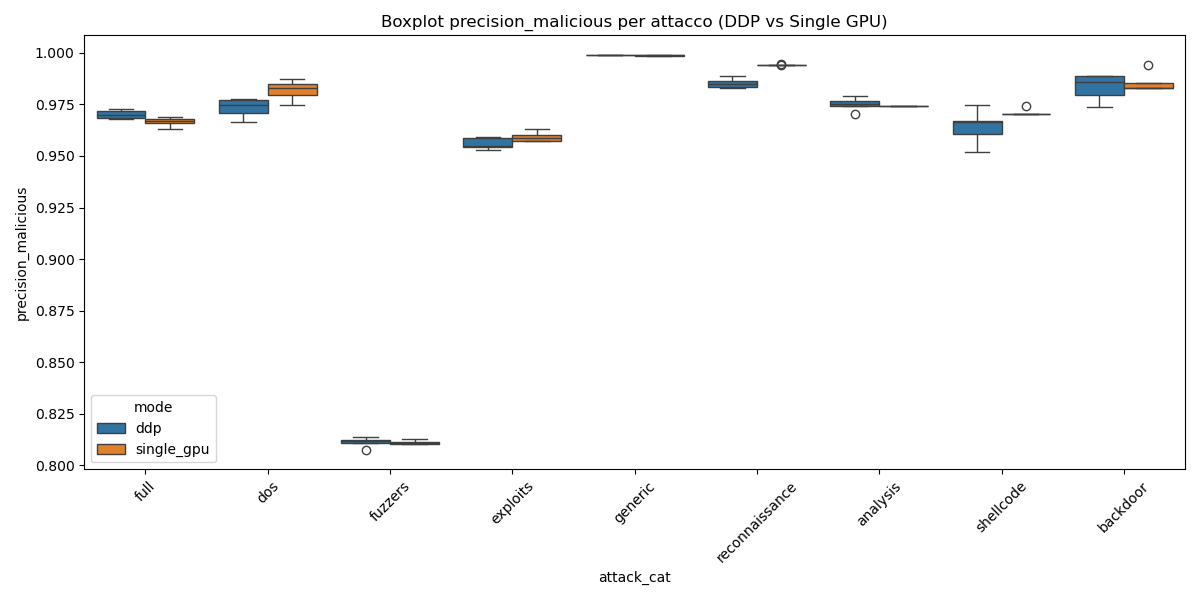 Boxplot precision_malicious per attacco (DDP vs Single GPU)
precision_malicious
1.000
0.975
0.950
0.925
0.900
0.875
0.850
0.825
0.800
mode
ddp
single_gpu
full
dos
fuzzers
exploits
generic
reconnaissance
analysis
shellcode
backdoor
attack_cat